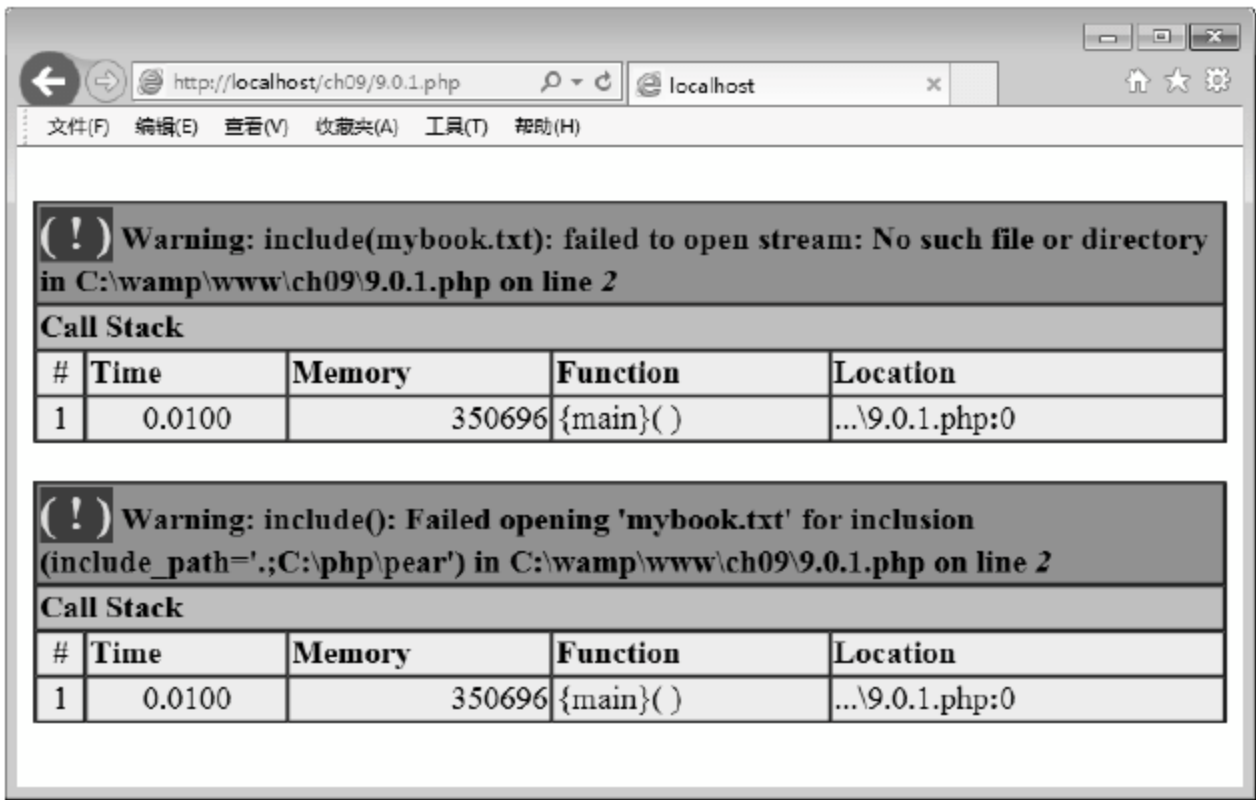 http://localhost/ch09/9.0.1.php
localhost
文件(F) 编辑(E) 查看(V) 收藏夹(A) 工具(T) 帮助(H)
( ! ) Warning: include(mybook.txt): failed to open stream: No such file or directory
in C:\wamp\www\ch09\9.0.1.php on line 2
Call Stack
# Time Memory Function Location
1 0.0100 350696 {main}( ) ...\9.0.1.php:0
( ! ) Warning: include(): Failed opening 'mybook.txt' for inclusion
(include_path='.;C:\php\pear') in C:\wamp\www\ch09\9.0.1.php on line 2
Call Stack
# Time Memory Function Location
1 0.0100 350696 {main}( ) ...\9.0.1.php:0